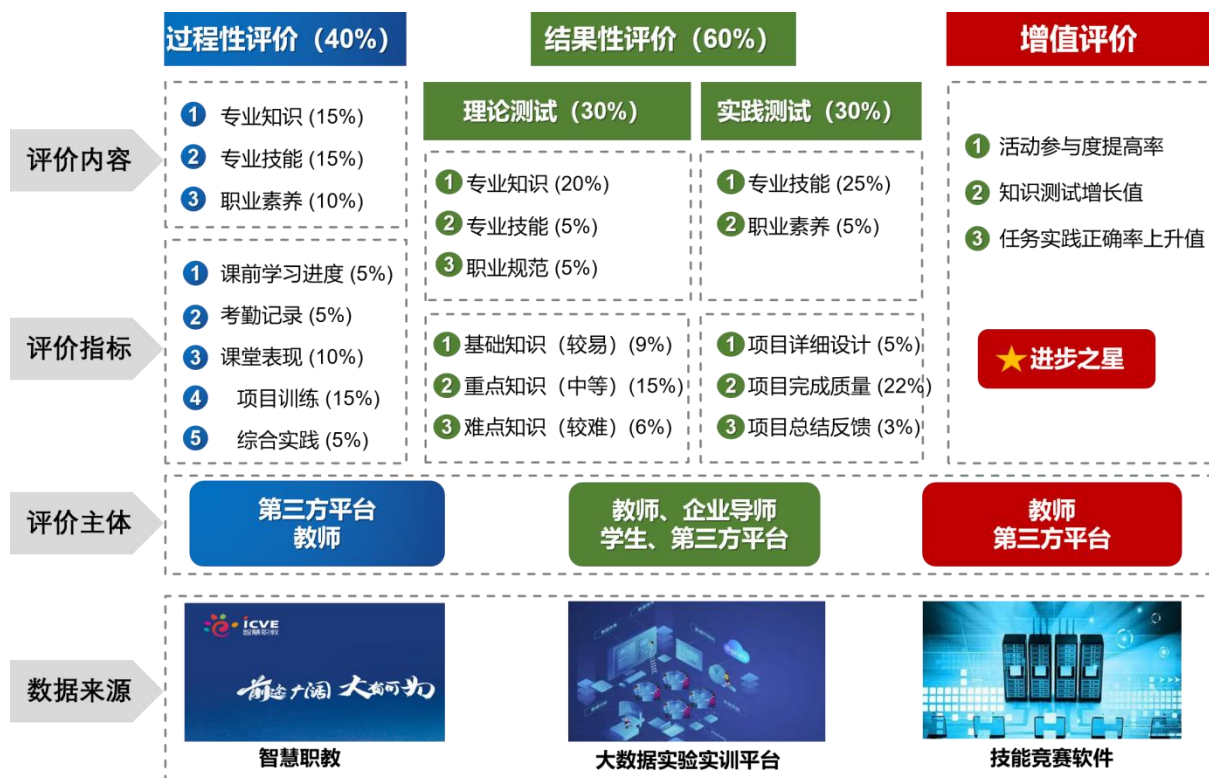 过程性评价（40%）
结果性评价（60%）
增值评价
评价内容
1 专业知识 (15%)
2 专业技能 (15%)
3 职业素养 (10%)
理论测试（30%）
实践测试（30%）
1 专业知识 (20%)
2 专业技能 (5%)
3 职业规范 (5%)
1 专业技能 (25%)
2 职业素养 (5%)
1 活动参与度提高率
2 知识测试增长值
3 任务实践正确率上升值
评价指标
1 课前学习进度 (5%)
2 考勤记录 (5%)
3 课堂表现 (10%)
4 项目训练 (15%)
5 综合实践 (5%)
1 基础知识（较易）(9%)
2 重点知识（中等）(15%)
3 难点知识（较难）(6%)
1 项目详细设计 (5%)
2 项目完成质量 (22%)
3 项目总结反馈 (3%)
进步之星
评价主体
第三方平台
教师
教师、企业导师
学生、第三方平台
教师
第三方平台
数据来源
icve
智慧职教
前途广阔 大有可为
智慧职教
大数据实验实训平台
技能竞赛软件